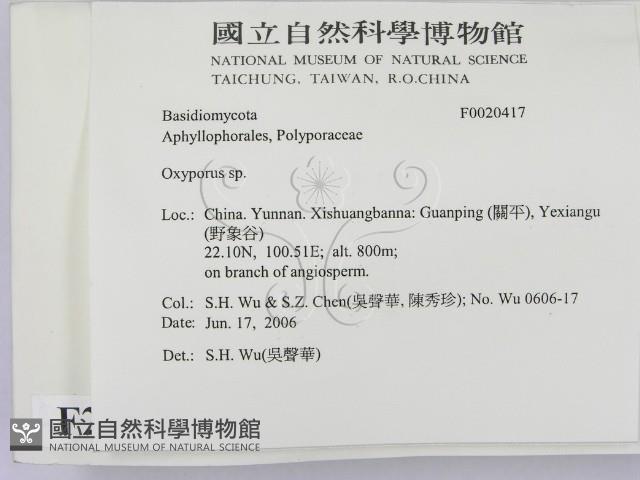 國立自然科學博物館
NATIONAL MUSEUM OF NATURAL SCIENCE
TAICHUNG, TAIWAN, R.O.CHINA
Basidiomycota F0020417
Aphyllophorales, Polyporaceae
Oxyporus sp.
Loc.: China. Yunnan. Xishuangbanna: Guanping (關平), Yexiangu
(野象谷)
22.10N, 100.51E; alt. 800m;
on branch of angiosperm.
Col.: S.H. Wu & S.Z. Chen(吳聲華, 陳秀珍); No. Wu 0606-17
Date: Jun. 17, 2006
Det.: S.H. Wu(吳聲華)
國立自然科學博物館
NATIONAL MUSEUM OF NATURAL SCIENCE